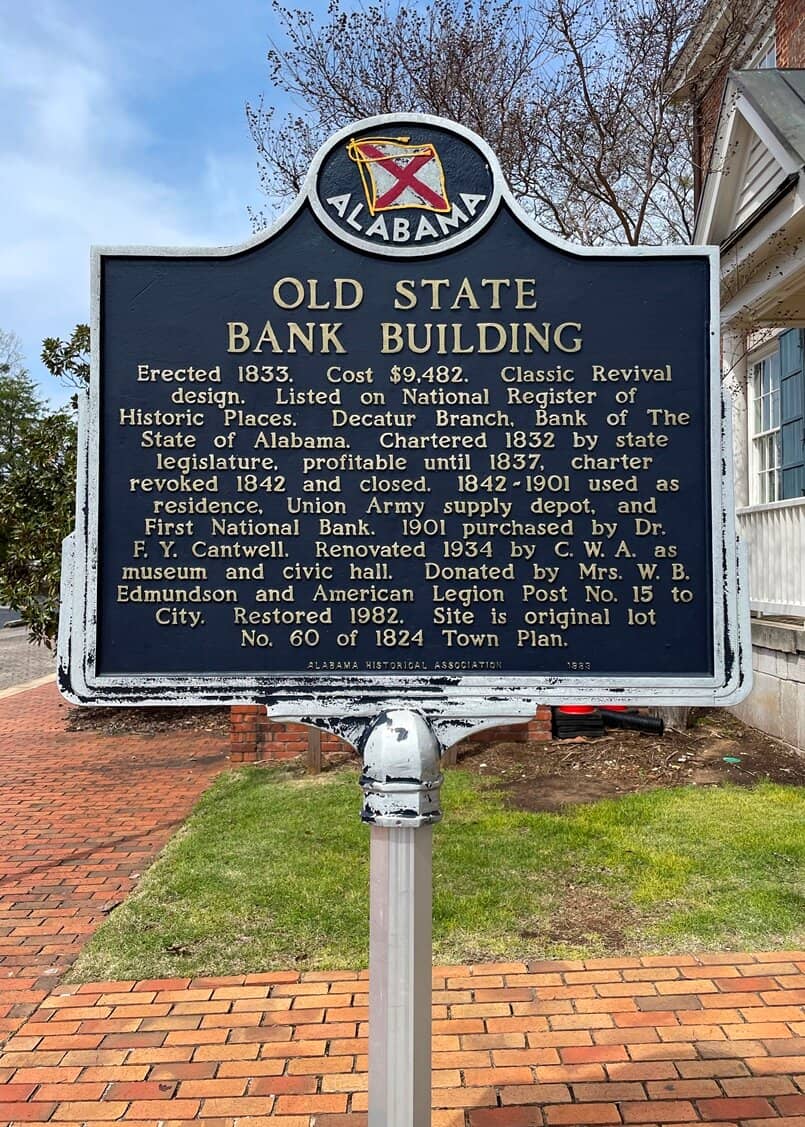 ALABAMA
OLD STATE
BANK BUILDING
Erected 1833. Cost $9,482. Classic Revival
design. Listed on National Register of
Historic Places. Decatur Branch, Bank of The
State of Alabama. Chartered 1832 by state
legislature, profitable until 1837, charter
revoked 1842 and closed. 1842-1901 used as
residence, Union Army supply depot, and
First National Bank. 1901 purchased by Dr.
F. Y. Cantwell. Renovated 1934 by C. W. A. as
museum and civic hall. Donated by Mrs. W. B.
Edmundson and American Legion Post No. 15 to
City. Restored 1982. Site is original lot
No. 60 of 1824 Town Plan.
ALABAMA HISTORICAL ASSOCIATION